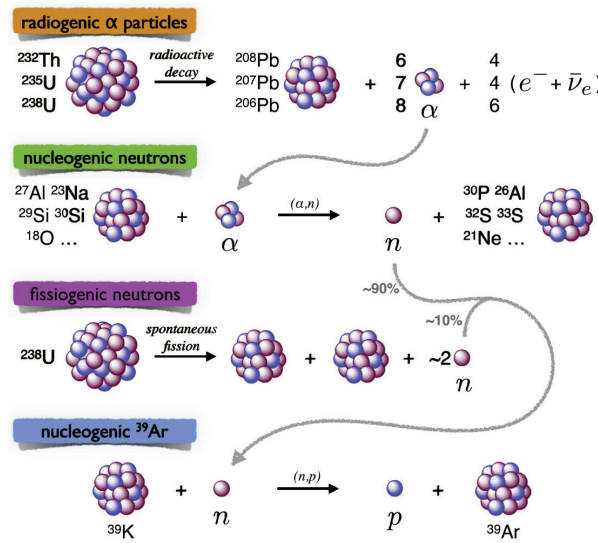 radiogenic α particles
²³²Th radioactive decay ²⁰⁸Pb 6 4
²³⁵U ²⁰⁷Pb + 7 + 4 (e⁻ + ν̄ₑ)
²³⁸U ²⁰⁶Pb 8 α 6
nucleogenic neutrons
²⁷Al ²³Na (α,n) ³⁰P ²⁶Al
²⁹Si ³⁰Si + + ³²S ³³S
¹⁸O ... α n ²¹Ne ...
~90%
fissiogenic neutrons
~10%
spontaneous
fission
²³⁸U + + ~2
n
nucleogenic ³⁹Ar
(n,p)
+ +
³⁹K n p ³⁹Ar